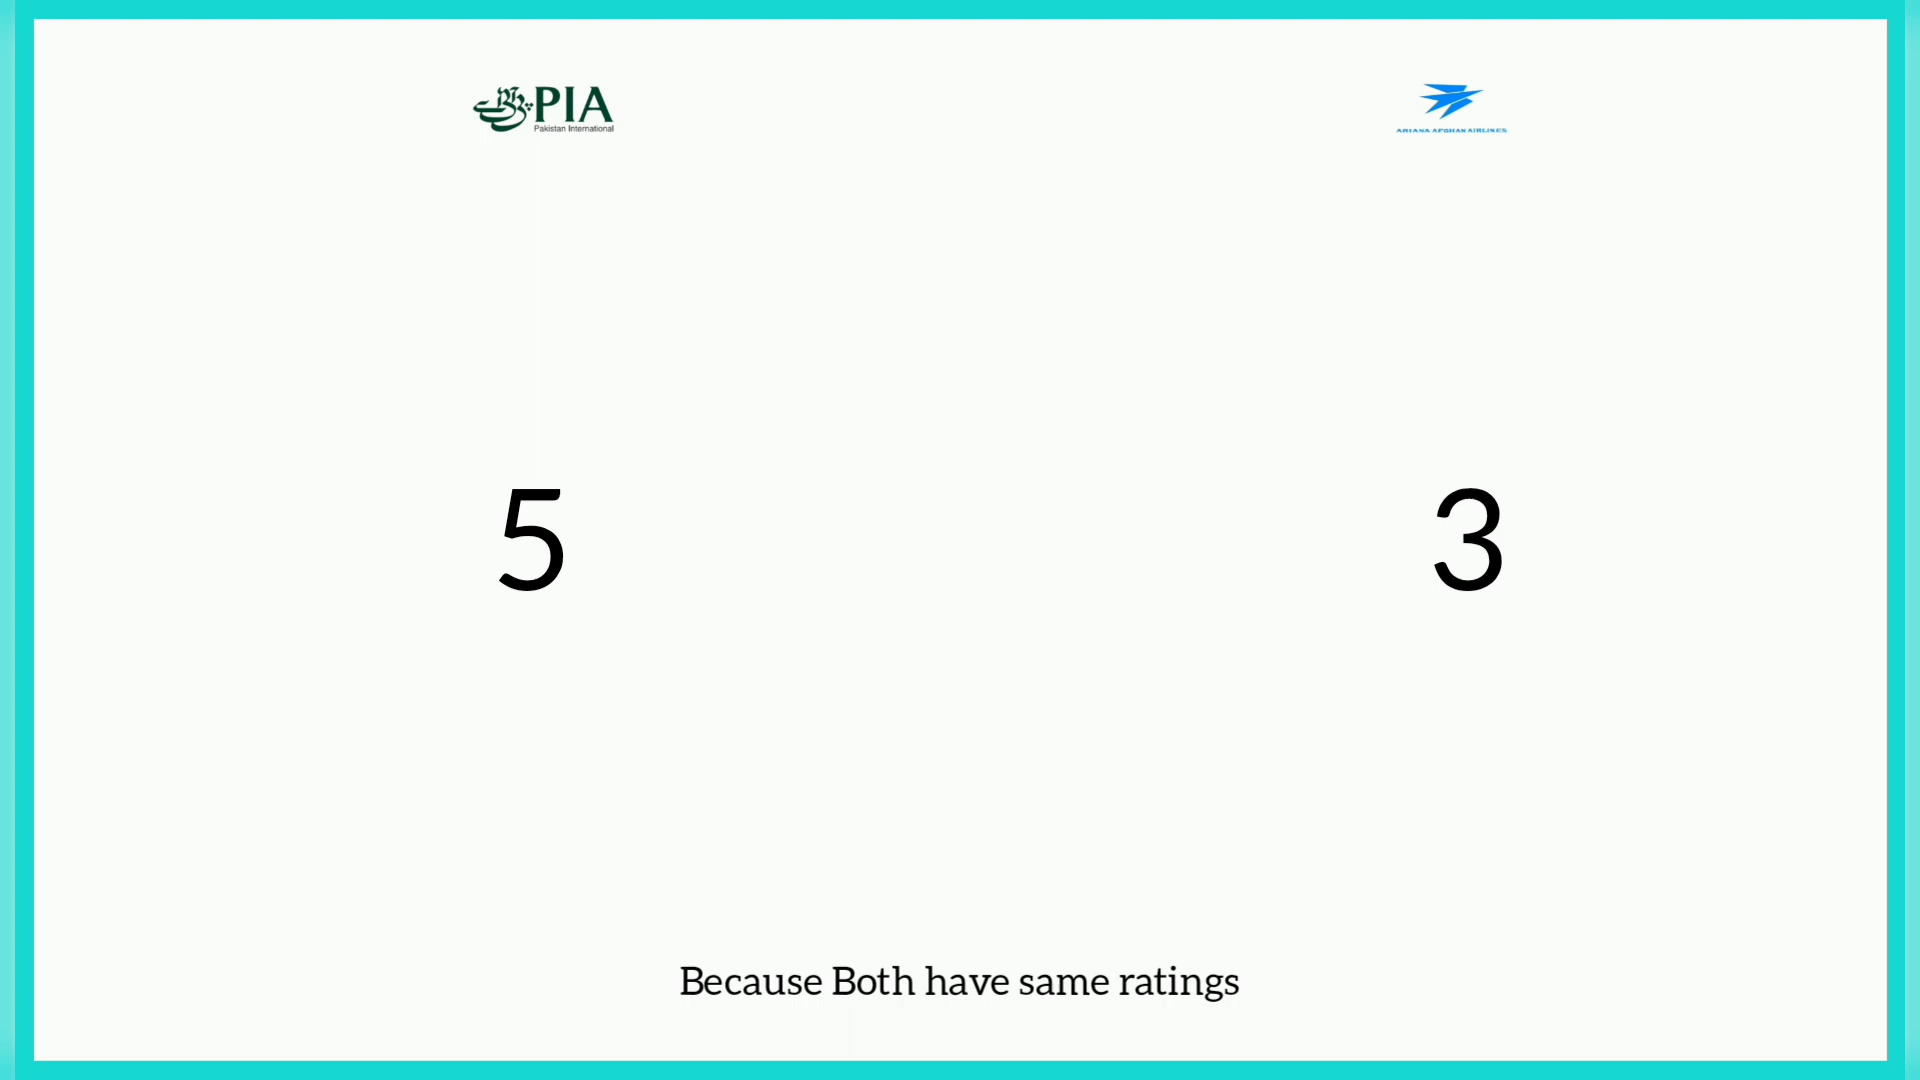 PIA
Pakistan International
ARIANA AFGHAN AIRLINES
5
3
Because Both have same ratings